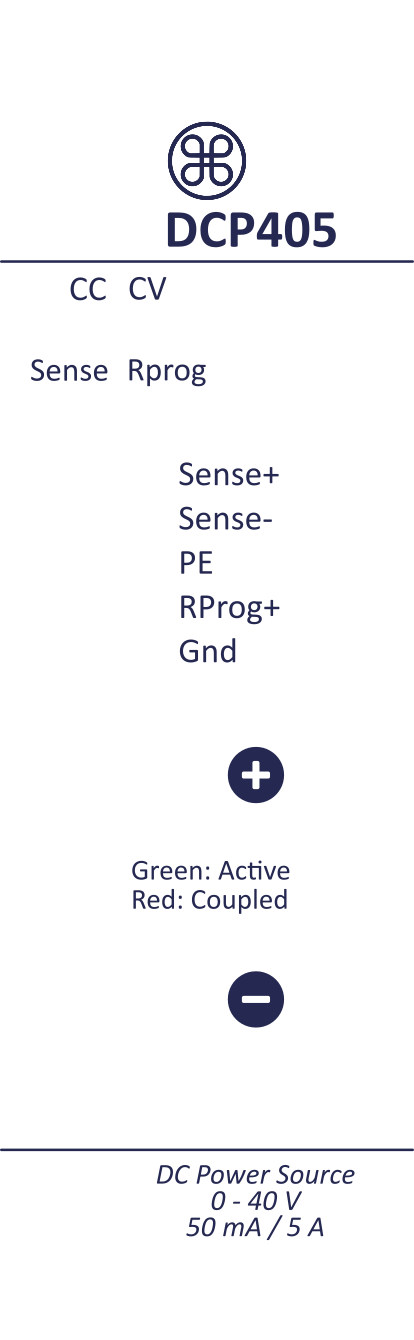 DCP405
CC CV
Sense Rprog
Sense+
Sense-
PE
RProg+
Gnd
+
Green: Active
Red: Coupled
-
DC Power Source
0 - 40 V
50 mA / 5 A